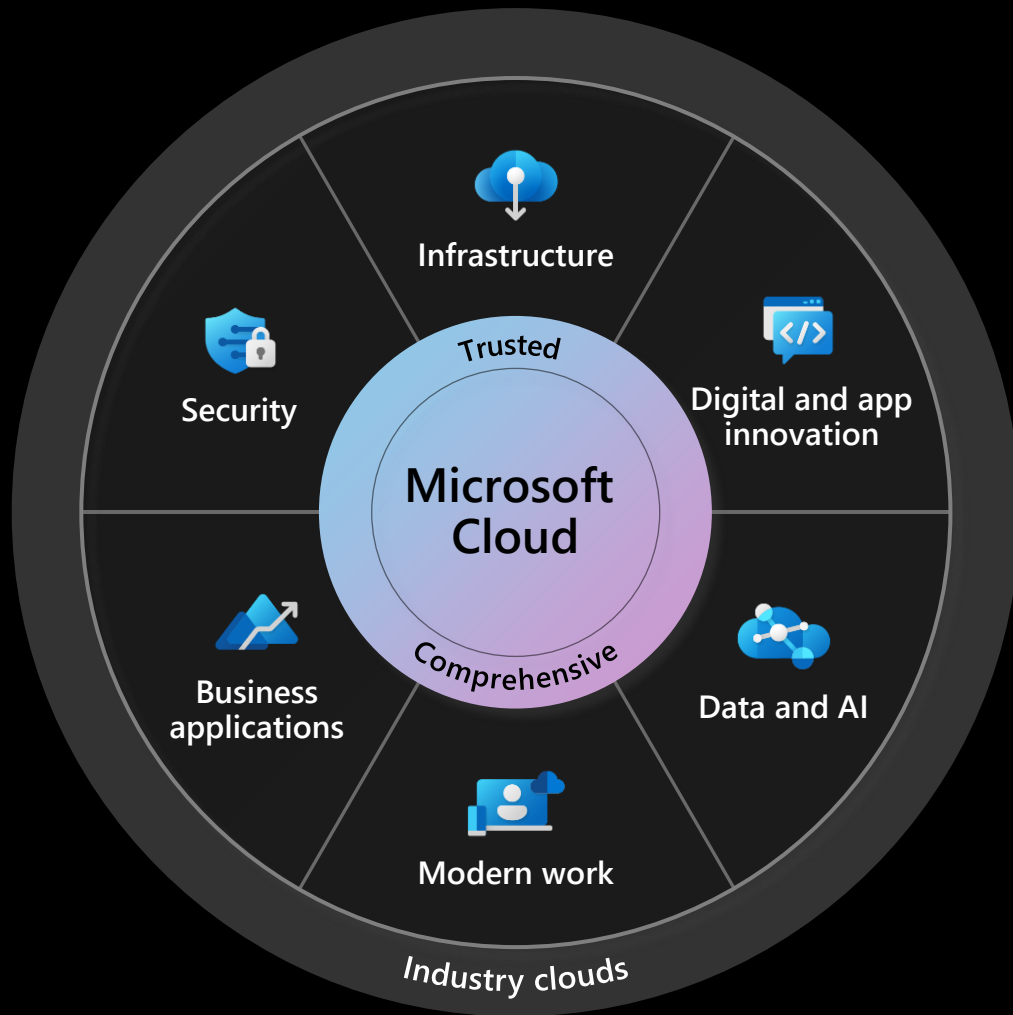 Infrastructure
Digital and app
innovation
Security
Trusted
Microsoft
Cloud
Comprehensive
Business
applications
Data and AI
Modern work
Industry clouds